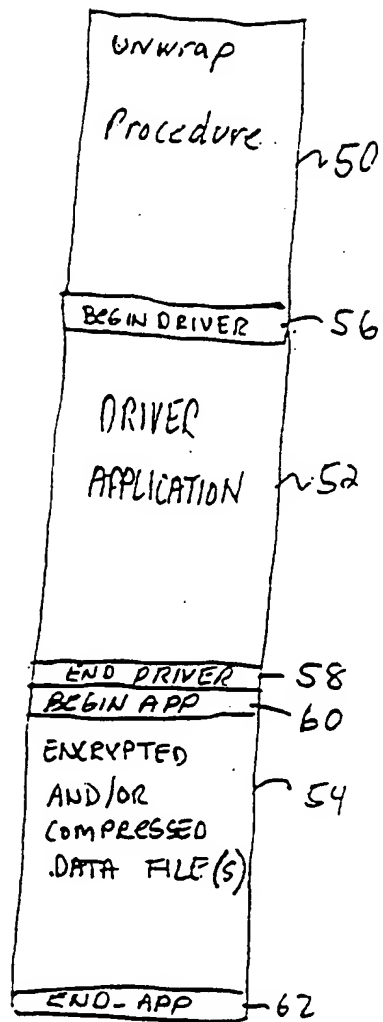 unwrap
Procedure
50
BEGIN DRIVER
56
DRIVER
APPLICATION
52
END DRIVER
58
BEGIN APP
60
ENCRYPTED
AND/OR
COMPRESSED
DATA FILE(S)
54
END_APP
62